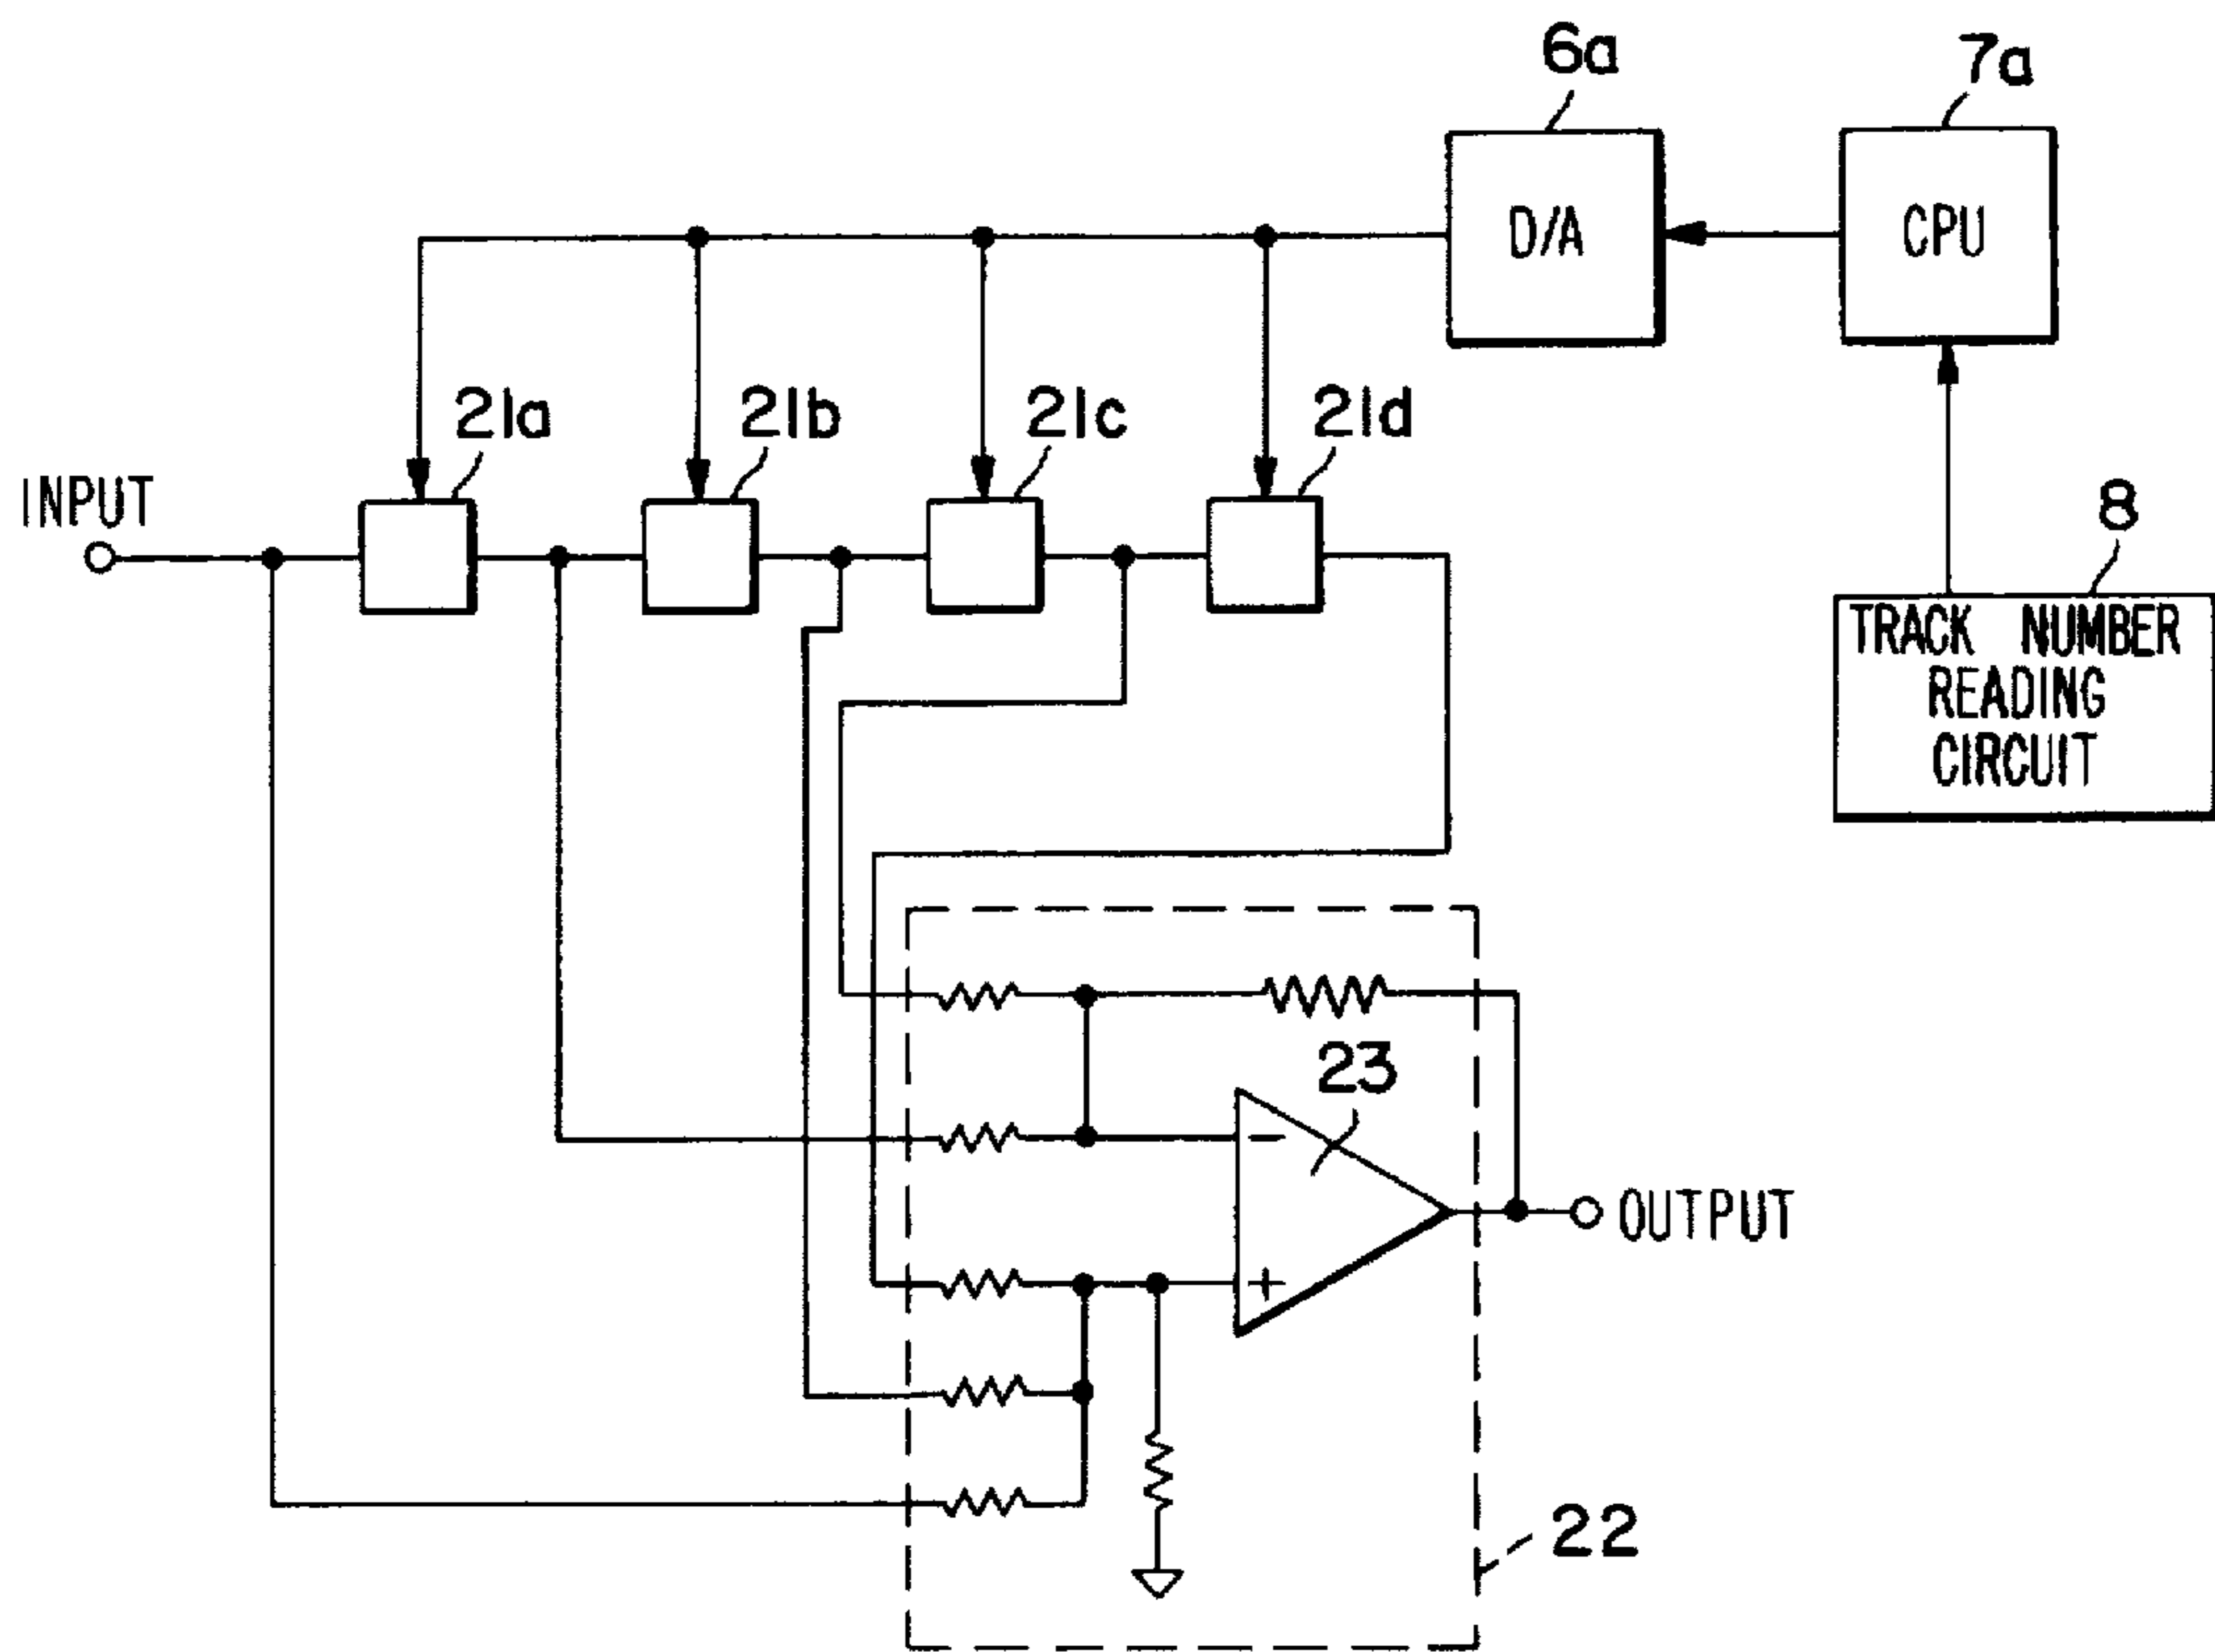 6a
7a
D/A
CPU
21a
21b
21c
21d
INPUT
8
TRACK NUMBER
READING
CIRCUIT
23
−
+
OUTPUT
22